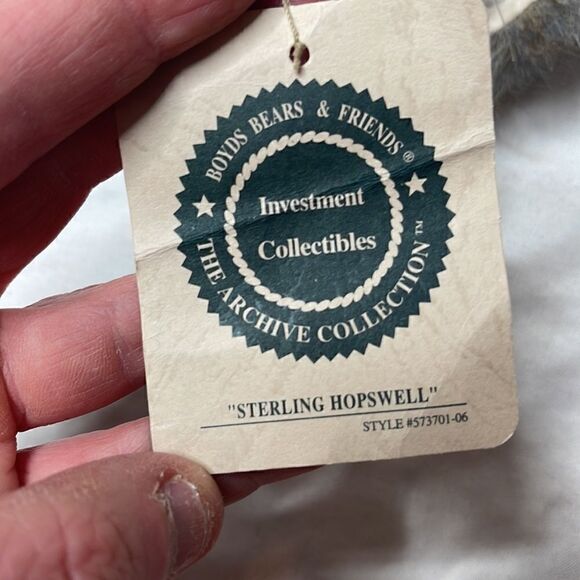 BOYDS BEARS & FRIENDS®
Investment
Collectibles
THE ARCHIVE COLLECTION™
"STERLING HOPSWELL"
STYLE #573701-06